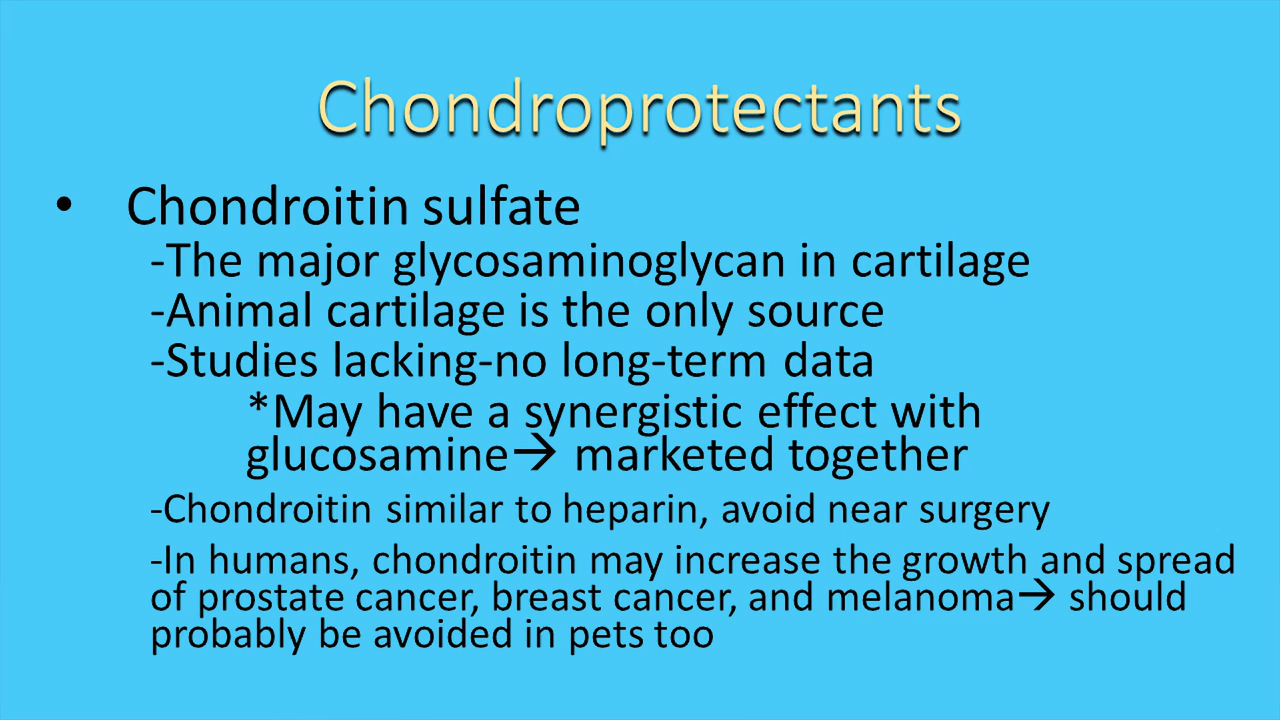 Chondroprotectants
• Chondroitin sulfate
-The major glycosaminoglycan in cartilage
-Animal cartilage is the only source
-Studies lacking-no long-term data
*May have a synergistic effect with
glucosamine→ marketed together
-Chondroitin similar to heparin, avoid near surgery
-In humans, chondroitin may increase the growth and spread
of prostate cancer, breast cancer, and melanoma→ should
probably be avoided in pets too